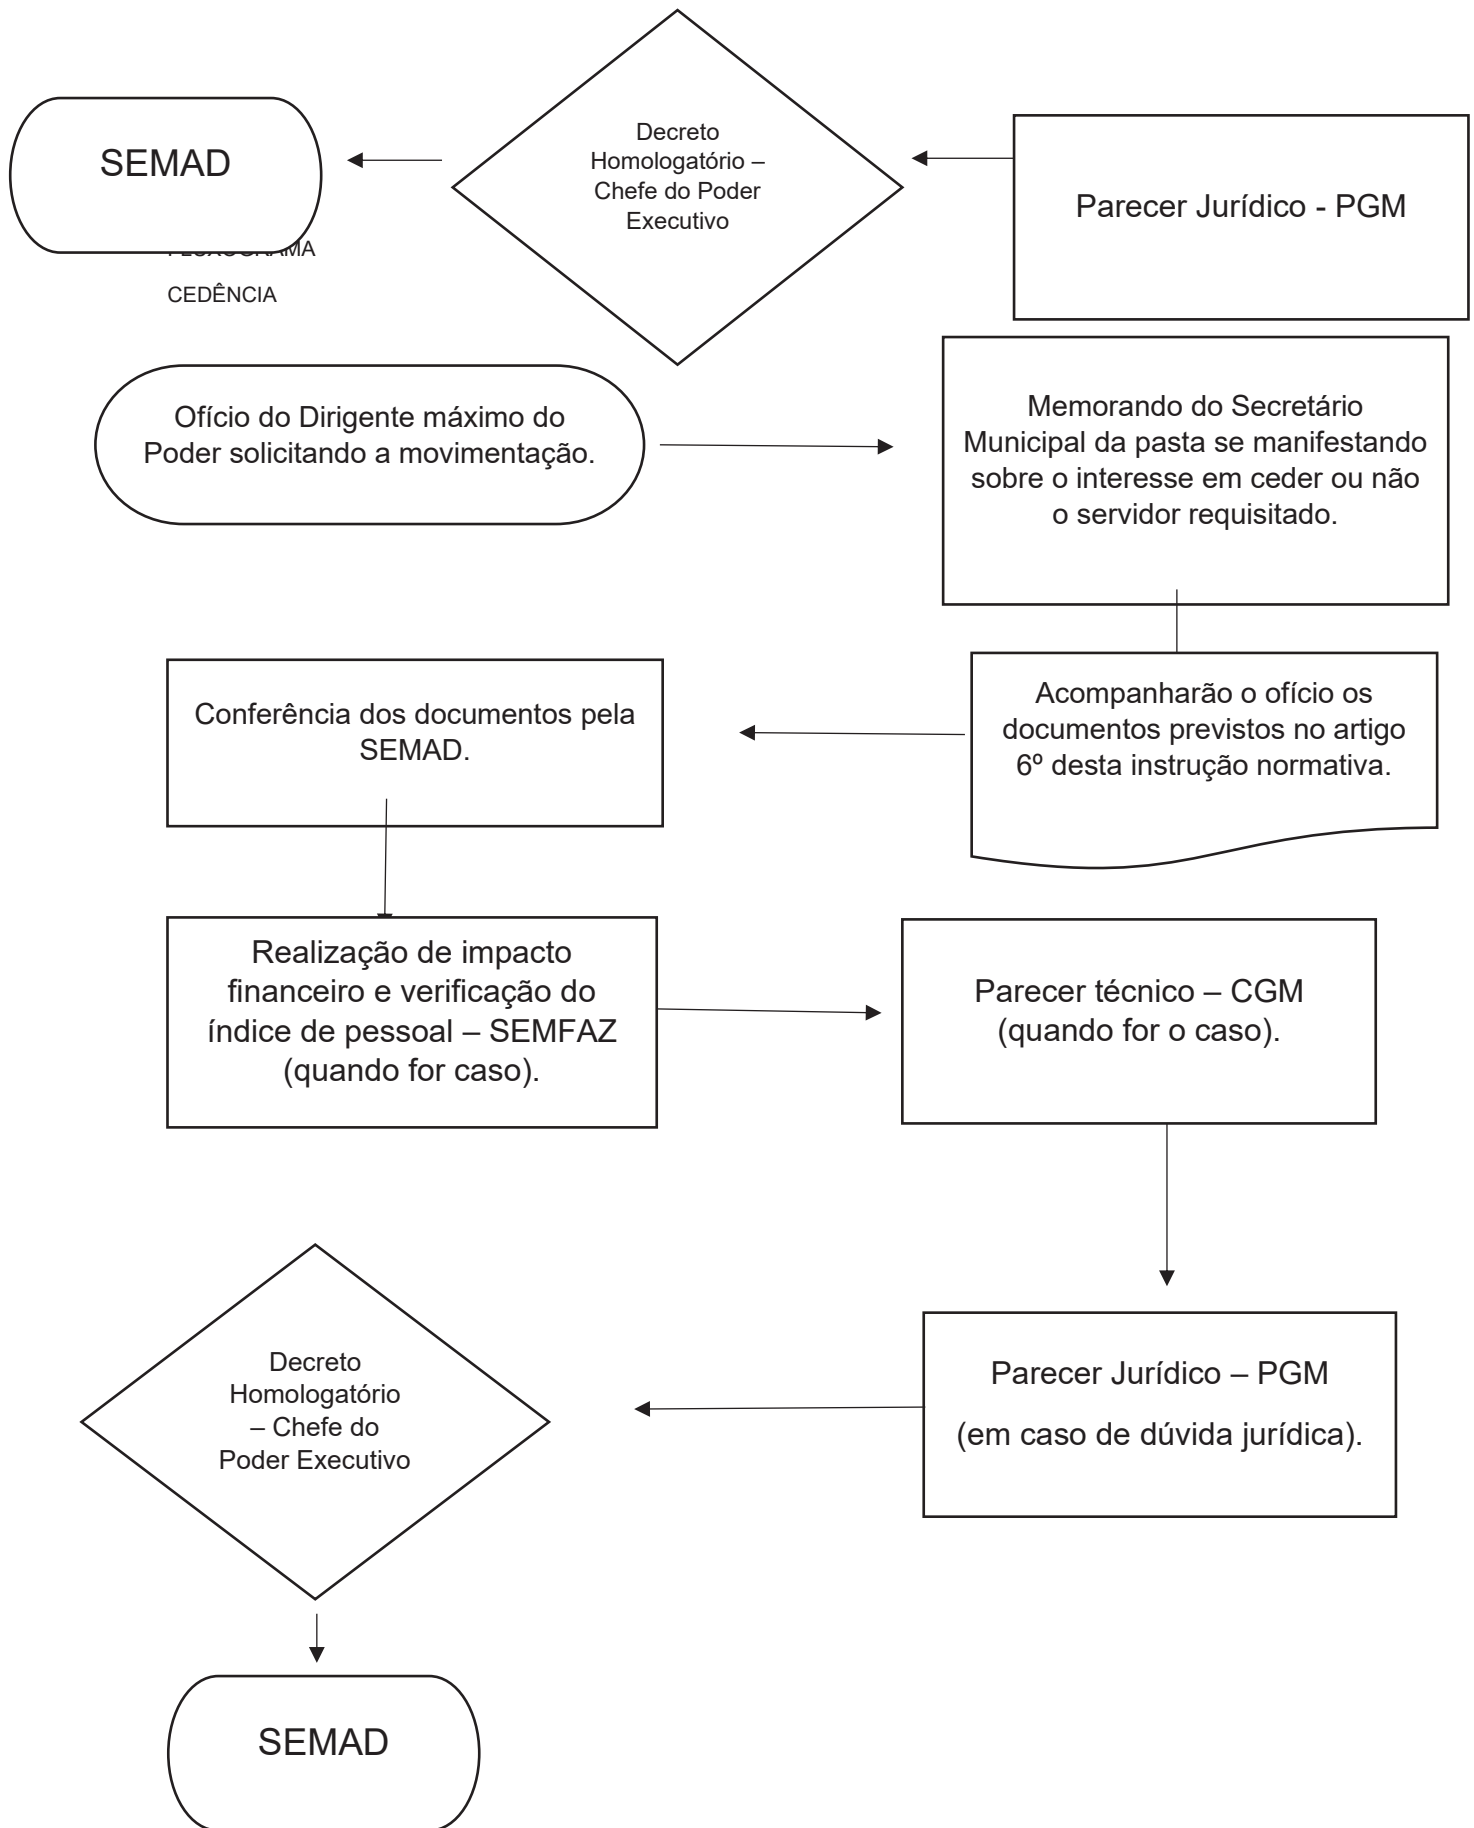 SEMAD
Decreto
Homologatório –
Chefe do Poder
Executivo
Parecer Jurídico - PGM
CEDÊNCIA
Ofício do Dirigente máximo do
Poder solicitando a movimentação.
Memorando do Secretário
Municipal da pasta se manifestando
sobre o interesse em ceder ou não
o servidor requisitado.
Conferência dos documentos pela
SEMAD.
Acompanharão o ofício os
documentos previstos no artigo
6º desta instrução normativa.
Realização de impacto
financeiro e verificação do
índice de pessoal – SEMFAZ
(quando for caso).
Parecer técnico – CGM
(quando for o caso).
Decreto
Homologatório
– Chefe do
Poder Executivo
Parecer Jurídico – PGM
(em caso de dúvida jurídica).
SEMAD